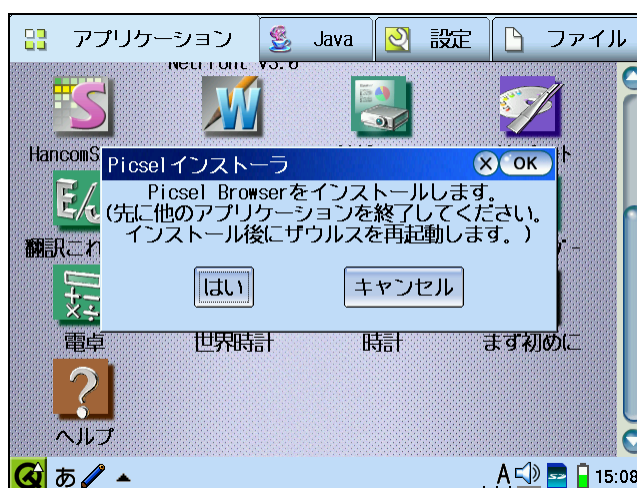 アプリケーション
Java
設定
ファイル
NetFront v3.0
HancomS
Picselインストーラ
OK
Picsel Browserをインストールします。
(先に他のアプリケーションを終了してください。
インストール後にザウルスを再起動します。)
はい
キャンセル
翻訳これ
電卓
世界時計
時計
まず初めに
ヘルプ
あ
A
15:08